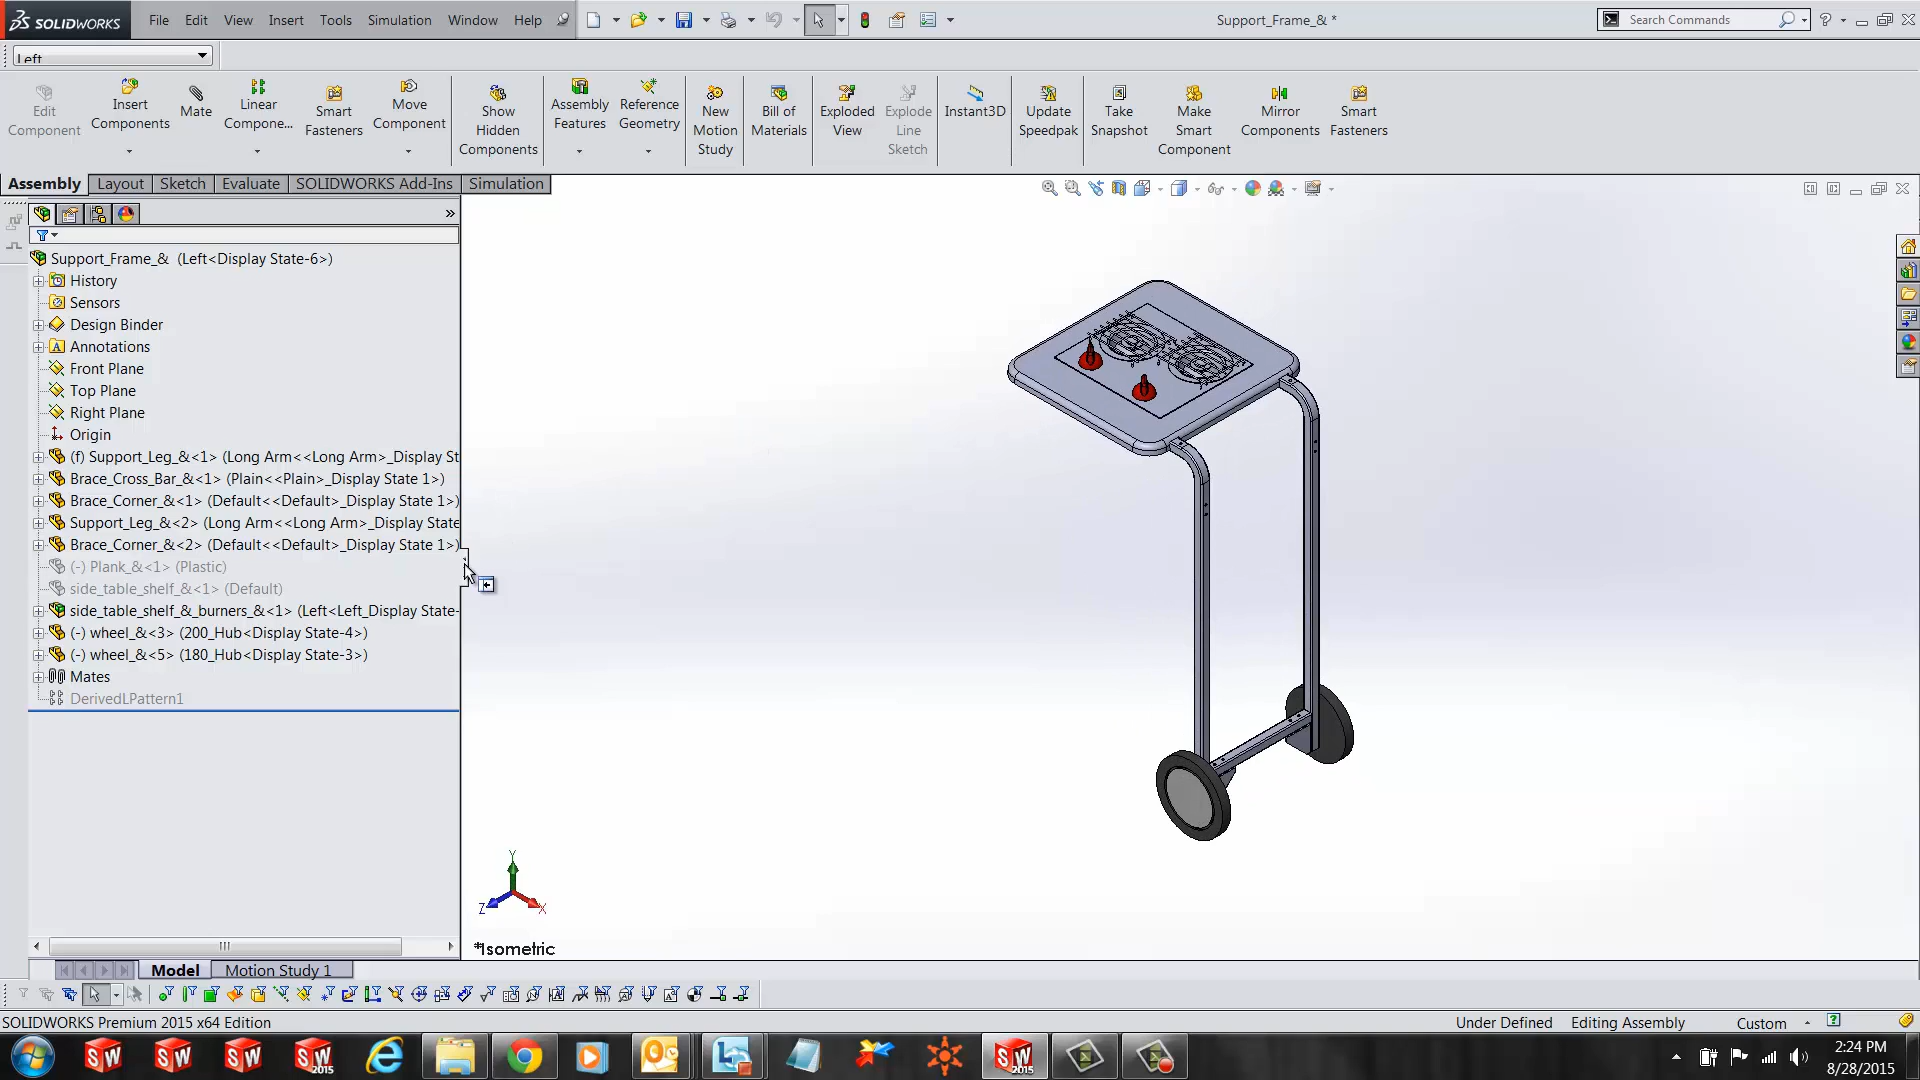 SOLIDWORKS File Edit View Insert Tools Simulation Window Help Support_Frame_& * Search Commands
Left
Edit Component
Insert Components
Mate
Linear Compone...
Smart Fasteners
Move Component
Show Hidden Components
Assembly Features
Reference Geometry
New Motion Study
Bill of Materials
Exploded View
Explode Line Sketch
Instant3D
Update Speedpak
Take Snapshot
Make Smart Component
Mirror Components
Smart Fasteners
Assembly Layout Sketch Evaluate SOLIDWORKS Add-Ins Simulation
Support_Frame_& (Left<Display State-6>)
History
Sensors
Design Binder
Annotations
Front Plane
Top Plane
Right Plane
Origin
(f) Support_Leg_&<1> (Long Arm<<Long Arm>_Display St
Brace_Cross_Bar_&<1> (Plain<<Plain>_Display State 1>)
Brace_Corner_&<1> (Default<<Default>_Display State 1>)
Support_Leg_&<2> (Long Arm<<Long Arm>_Display State
Brace_Corner_&<2> (Default<<Default>_Display State 1>)
(-) Plank_&<1> (Plastic)
side_table_shelf_&<1> (Default)
side_table_shelf_&_burners_&<1> (Left<Left_Display State-
(-) wheel_&<3> (200_Hub<Display State-4>)
(-) wheel_&<5> (180_Hub<Display State-3>)
Mates
DerivedLPattern1
Y
Z X
*Isometric
Model Motion Study 1
SOLIDWORKS Premium 2015 x64 Edition Under Defined Editing Assembly Custom
2:24 PM
8/28/2015